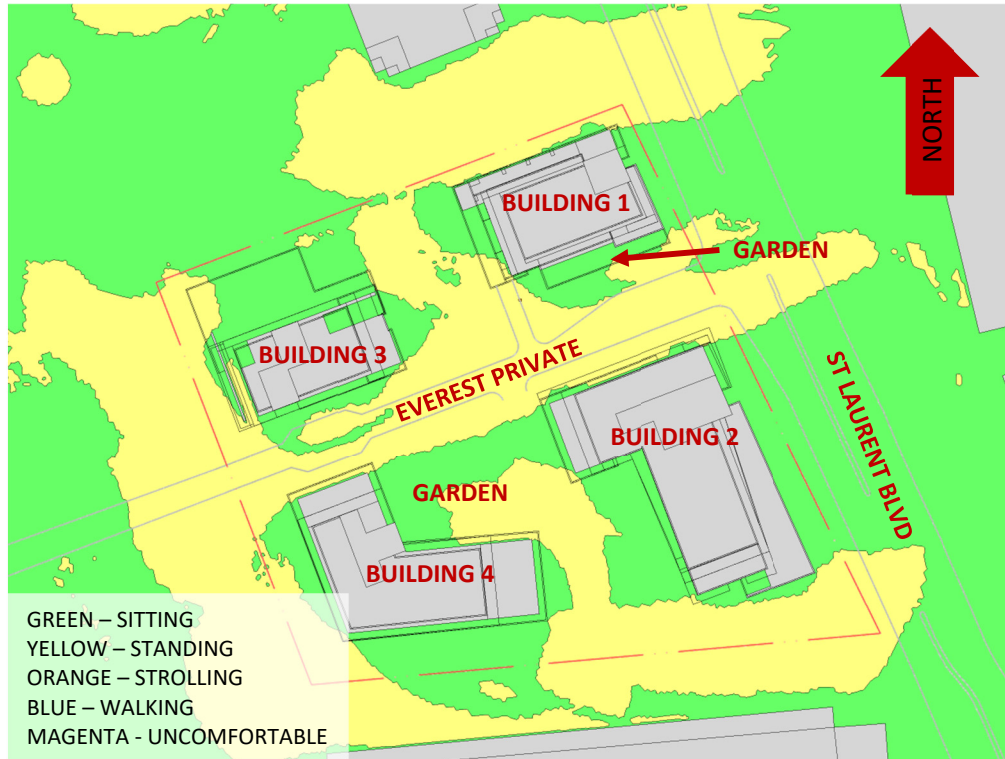 NORTH
BUILDING 1
GARDEN
BUILDING 3
EVEREST PRIVATE
BUILDING 2
ST LAURENT BLVD
GARDEN
BUILDING 4
GREEN – SITTING
YELLOW – STANDING
ORANGE – STROLLING
BLUE – WALKING
MAGENTA - UNCOMFORTABLE